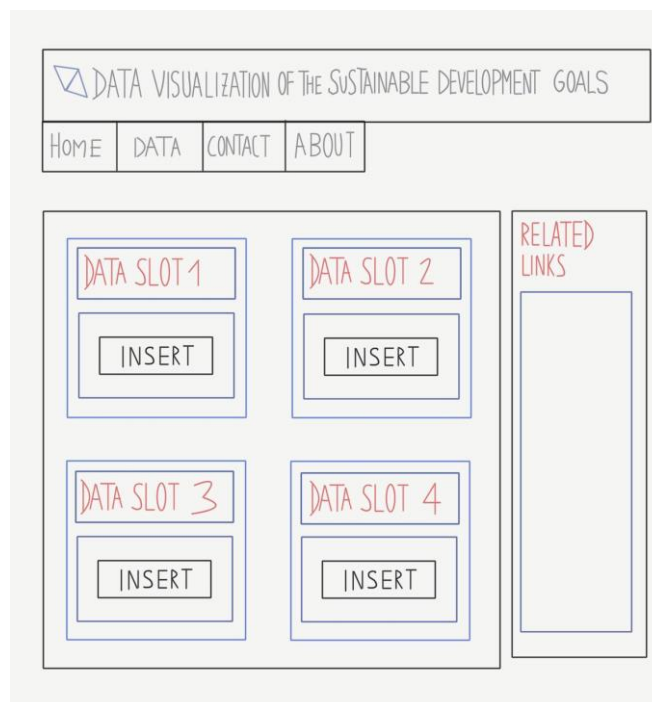 DATA VISUALIZATION OF THE SUSTAINABLE DEVELOPMENT GOALS
HOME DATA CONTACT ABOUT
DATA SLOT 1 DATA SLOT 2
INSERT INSERT
DATA SLOT 3 DATA SLOT 4
INSERT INSERT
RELATED
LINKS